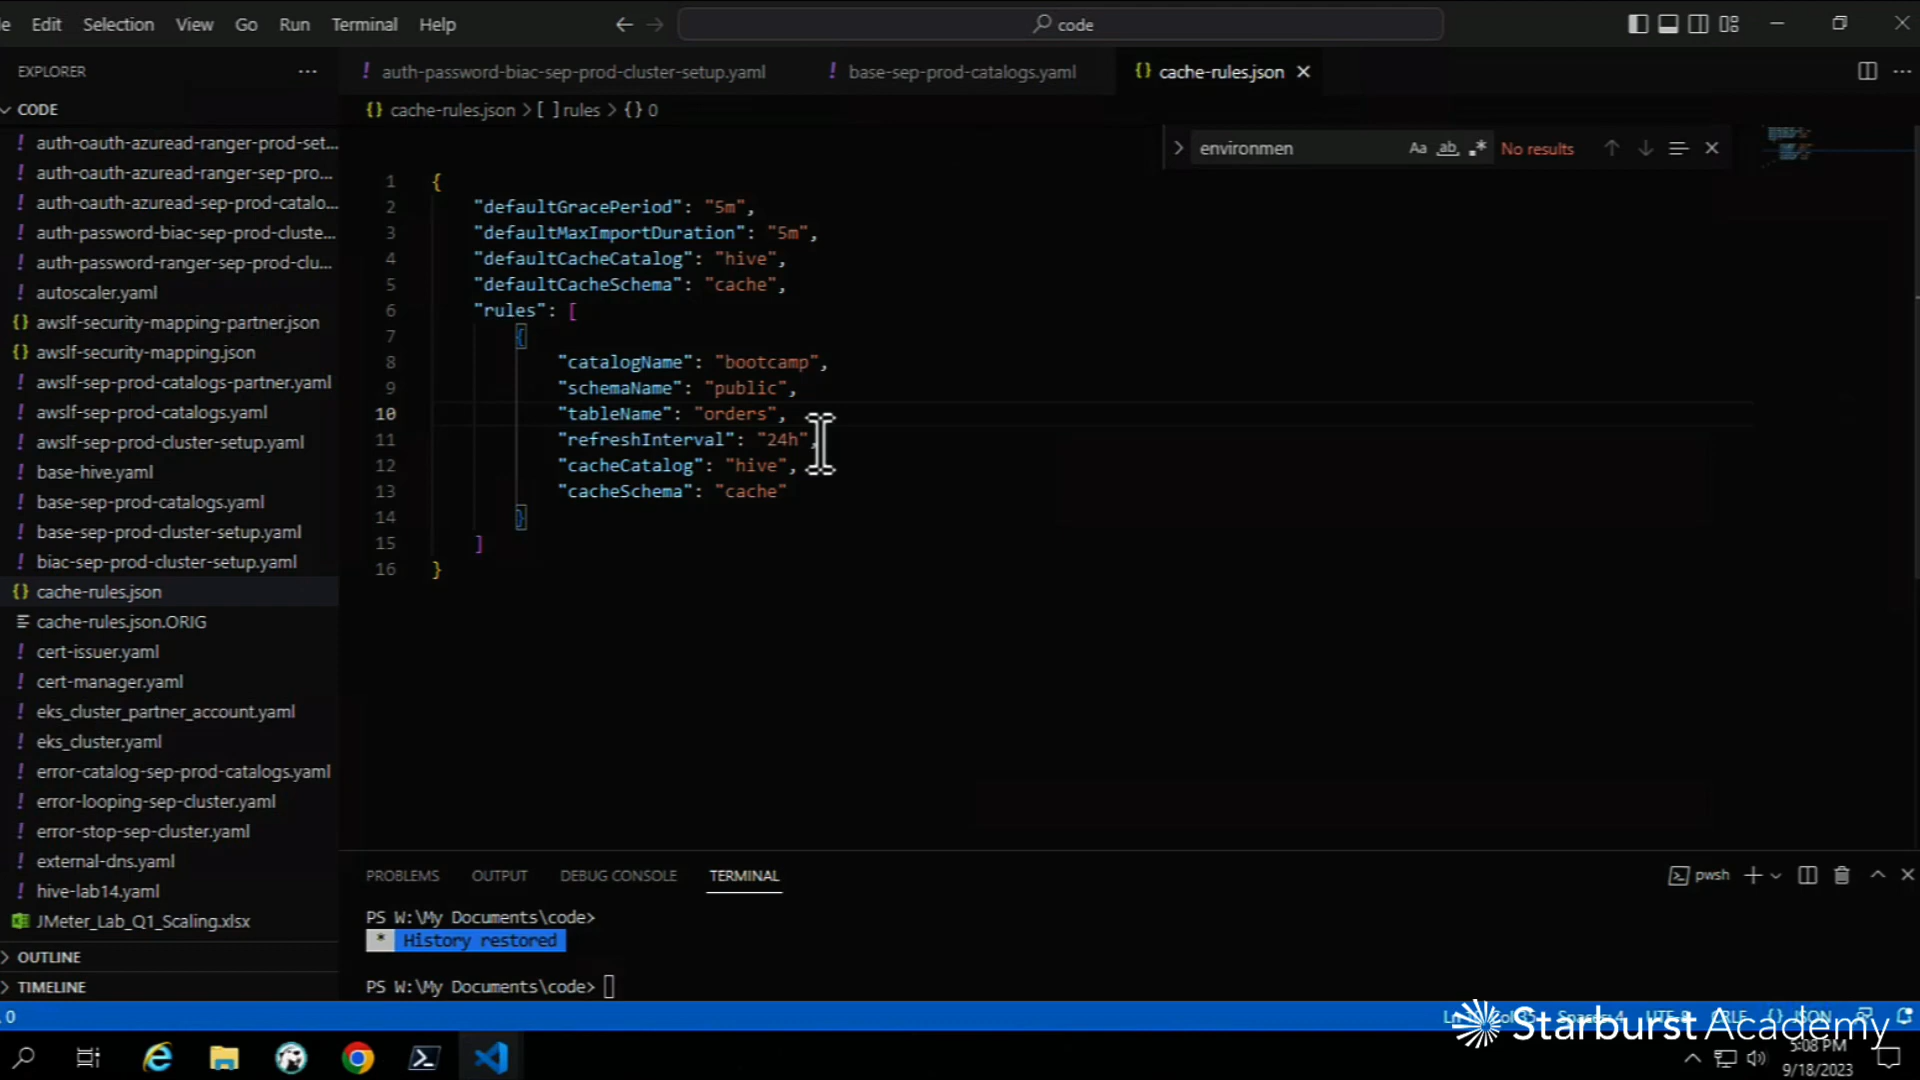 e Edit Selection View Go Run Terminal Help
code
EXPLORER
auth-password-biac-sep-prod-cluster-setup.yaml
base-sep-prod-catalogs.yaml
cache-rules.json
CODE
cache-rules.json > [ ] rules > {} 0
environmen
Aa ab No results
auth-oauth-azuread-ranger-prod-set...
auth-oauth-azuread-ranger-sep-pro...
auth-oauth-azuread-sep-prod-catalo...
auth-password-biac-sep-prod-cluste...
auth-password-ranger-sep-prod-clu...
autoscaler.yaml
awslf-security-mapping-partner.json
awslf-security-mapping.json
awslf-sep-prod-catalogs-partner.yaml
awslf-sep-prod-catalogs.yaml
awslf-sep-prod-cluster-setup.yaml
base-hive.yaml
base-sep-prod-catalogs.yaml
base-sep-prod-cluster-setup.yaml
biac-sep-prod-cluster-setup.yaml
cache-rules.json
cache-rules.json.ORIG
cert-issuer.yaml
cert-manager.yaml
eks_cluster_partner_account.yaml
eks_cluster.yaml
error-catalog-sep-prod-catalogs.yaml
error-looping-sep-cluster.yaml
error-stop-sep-cluster.yaml
external-dns.yaml
hive-lab14.yaml
JMeter_Lab_Q1_Scaling.xlsx
OUTLINE
TIMELINE
1 {
2 "defaultGracePeriod": "5m",
3 "defaultMaxImportDuration": "5m",
4 "defaultCacheCatalog": "hive",
5 "defaultCacheSchema": "cache",
6 "rules": [
7 {
8 "catalogName": "bootcamp",
9 "schemaName": "public",
10 "tableName": "orders",
11 "refreshInterval": "24h",
12 "cacheCatalog": "hive",
13 "cacheSchema": "cache"
14 }
15 ]
16 }
PROBLEMS OUTPUT DEBUG CONSOLE TERMINAL
pwsh
PS W:\My Documents\code>
* History restored
PS W:\My Documents\code>
0
Starburst Academy
5:08 PM
9/18/2023